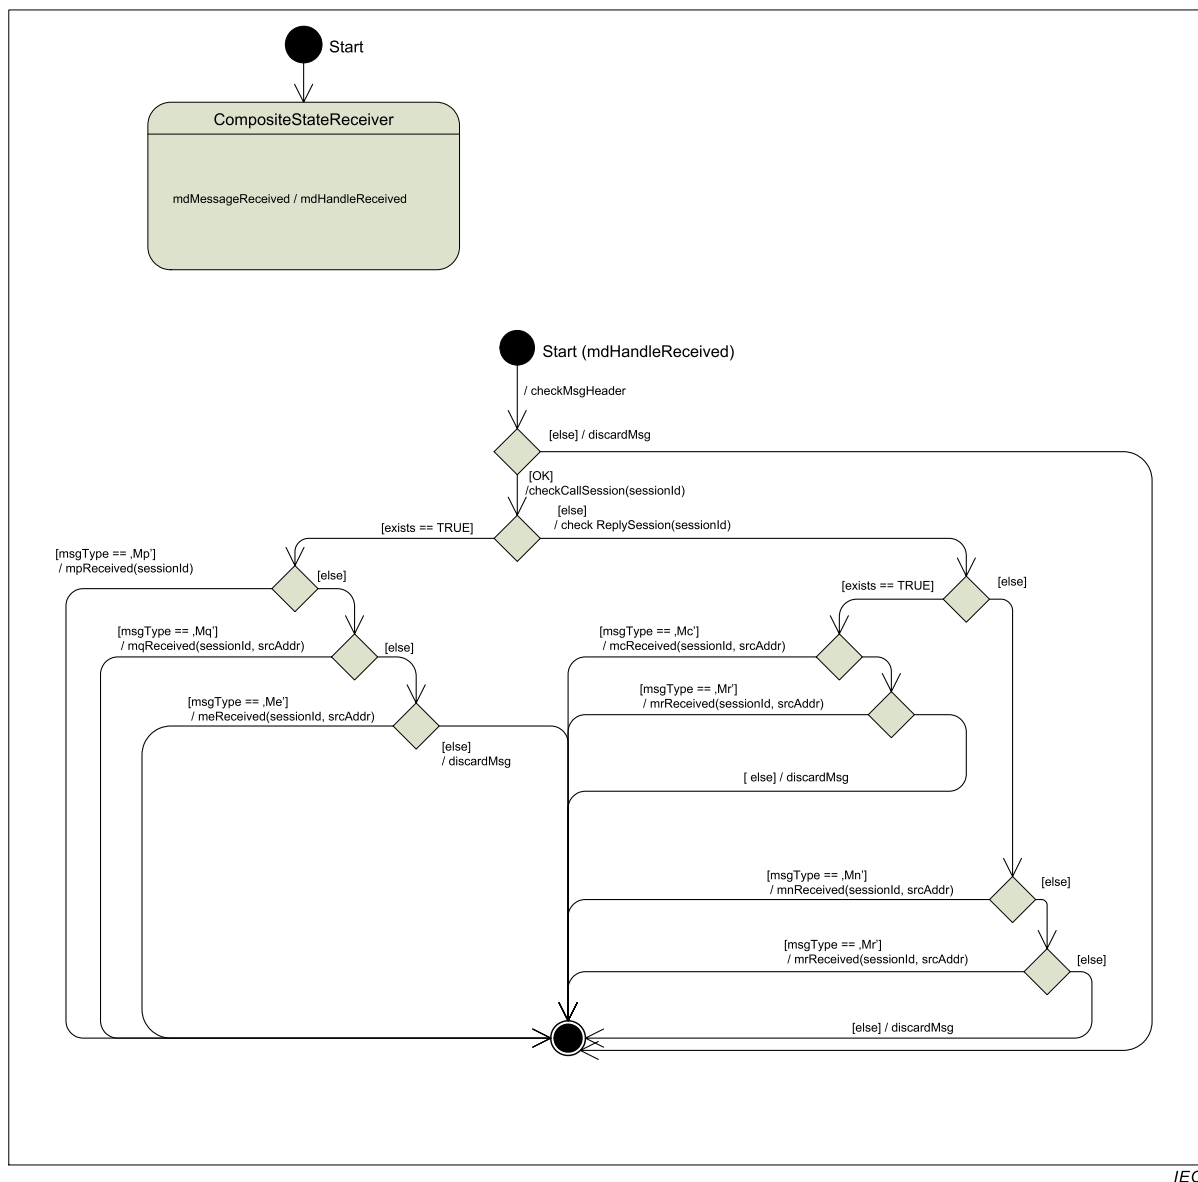 Start
CompositeStateReceiver
mdMessageReceived / mdHandleReceived
Start (mdHandleReceived)
/ checkMsgHeader
[else] / discardMsg
[OK]
/checkCallSession(sessionId)
[else]
/ check ReplySession(sessionId)
[exists == TRUE]
[msgType == ‚Mp’]
/ mpReceived(sessionId)
[else]
[exists == TRUE]
[else]
[msgType == ‚Mq’]
/ mqReceived(sessionId, srcAddr)
[else]
[msgType == ‚Mc’]
/ mcReceived(sessionId, srcAddr)
[msgType == ‚Me’]
/ meReceived(sessionId, srcAddr)
[msgType == ‚Mr’]
/ mrReceived(sessionId, srcAddr)
[else]
/ discardMsg
[ else] / discardMsg
[msgType == ‚Mn’]
/ mnReceived(sessionId, srcAddr)
[else]
[msgType == ‚Mr’]
/ mrReceived(sessionId, srcAddr)
[else]
[else] / discardMsg
IEC